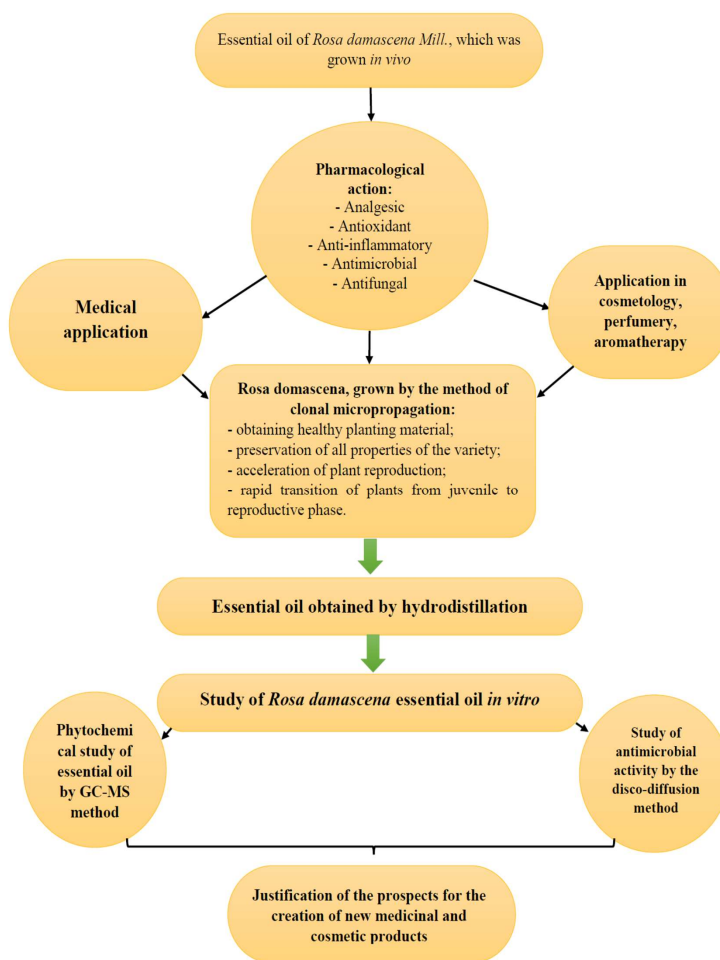 Essential oil of Rosa damascena Mill., which was
grown in vivo
Pharmacological
action:
- Analgesic
- Antioxidant
- Anti-inflammatory
- Antimicrobial
- Antifungal
Medical
application
Application in
cosmetology,
perfumery,
aromatherapy
Rosa domascena, grown by the method of
clonal micropropagation:
- obtaining healthy planting material;
- preservation of all properties of the variety;
- acceleration of plant reproduction;
- rapid transition of plants from juvenile to
reproductive phase.
Essential oil obtained by hydrodistillation
Study of Rosa damascena essential oil in vitro
Phytochemi
cal study of
essential oil
by GC-MS
method
Study of
antimicrobial
activity by the
disco-diffusion
method
Justification of the prospects for the
creation of new medicinal and
cosmetic products